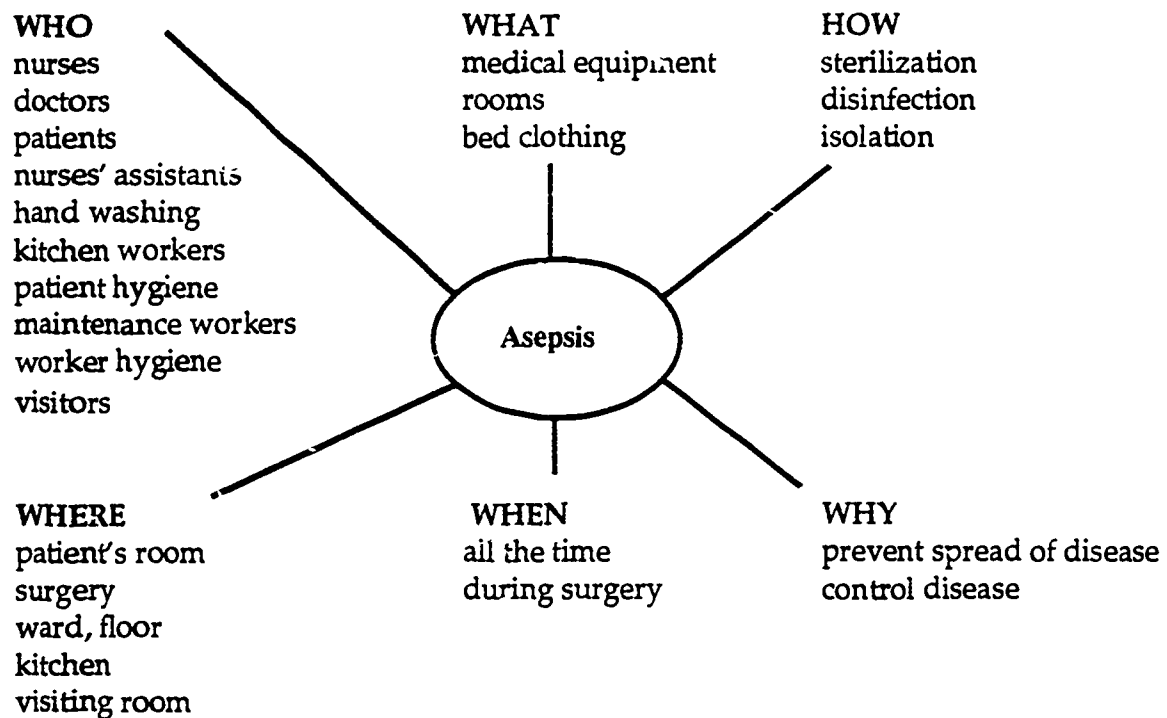 WHO
nurses
doctors
patients
nurses' assistants
hand washing
kitchen workers
patient hygiene
maintenance workers
worker hygiene
visitors
WHAT
medical equipment
rooms
bed clothing
HOW
sterilization
disinfection
isolation
Asepsis
WHERE
patient's room
surgery
ward, floor
kitchen
visiting room
WHEN
all the time
during surgery
WHY
prevent spread of disease
control disease